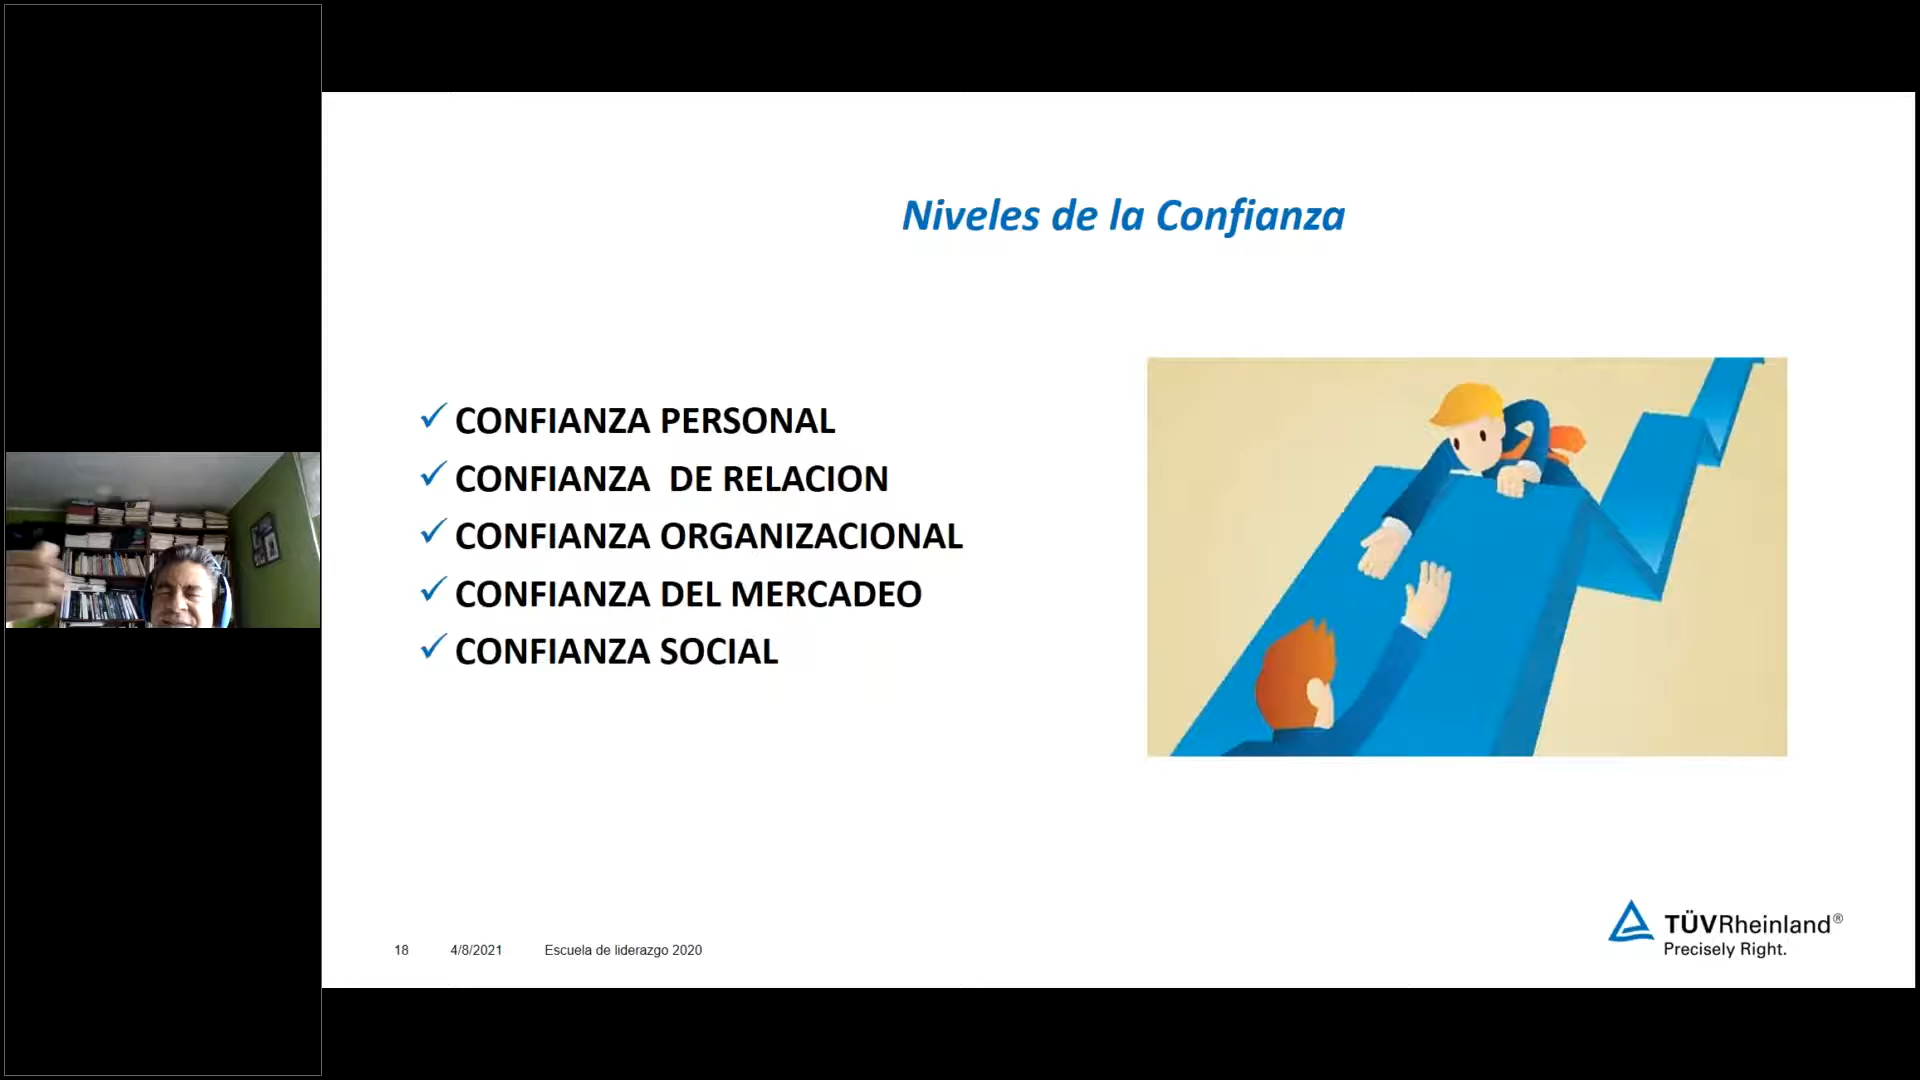 Niveles de la Confianza
CONFIANZA PERSONAL
CONFIANZA  DE RELACION
CONFIANZA ORGANIZACIONAL
CONFIANZA DEL MERCADEO
CONFIANZA SOCIAL
18 4/8/2021 Escuela de liderazgo 2020
TÜVRheinland®
Precisely Right.